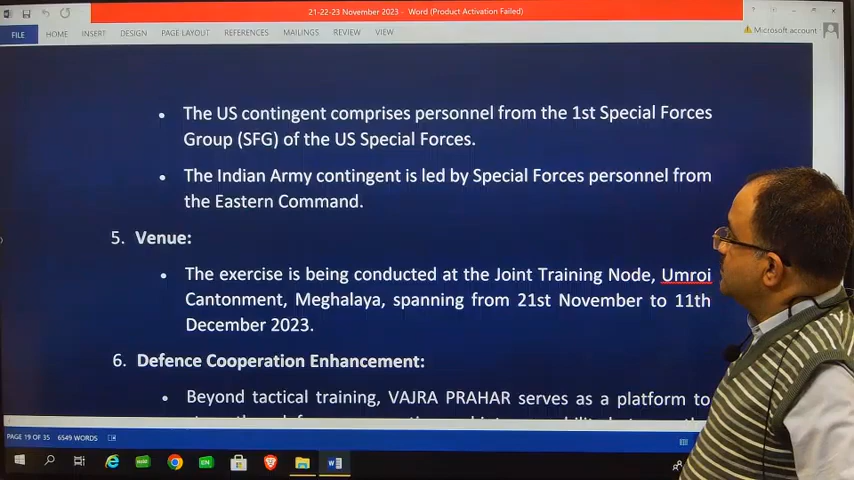 21-22-23 November 2023 - Word (Product Activation Failed)
FILE HOME INSERT DESIGN PAGE LAYOUT REFERENCES MAILINGS REVIEW VIEW
Microsoft account
• The US contingent comprises personnel from the 1st Special Forces
Group (SFG) of the US Special Forces.
• The Indian Army contingent is led by Special Forces personnel from
the Eastern Command.
5. Venue:
• The exercise is being conducted at the Joint Training Node, Umroi
Cantonment, Meghalaya, spanning from 21st November to 11th
December 2023.
6. Defence Cooperation Enhancement:
• Beyond tactical training, VAJRA PRAHAR serves as a platform to
PAGE 19 OF 35 6549 WORDS